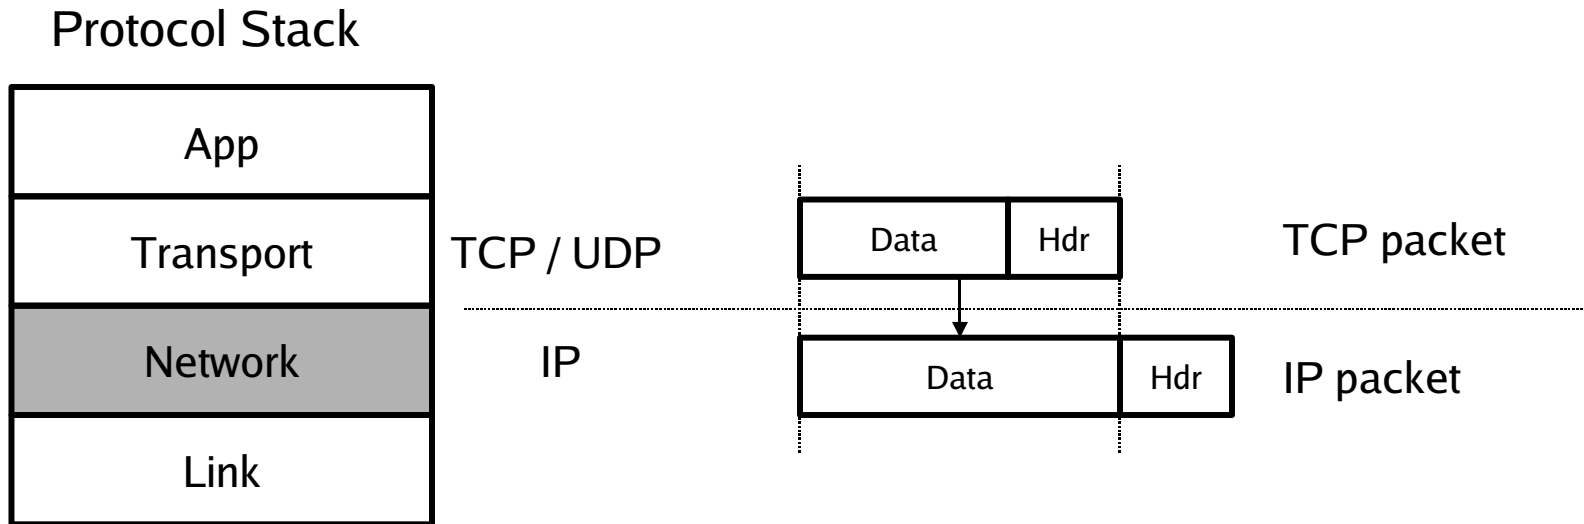 Protocol Stack
App
Transport
TCP / UDP
Data
Hdr
TCP packet
Network
IP
Data
Hdr
IP packet
Link